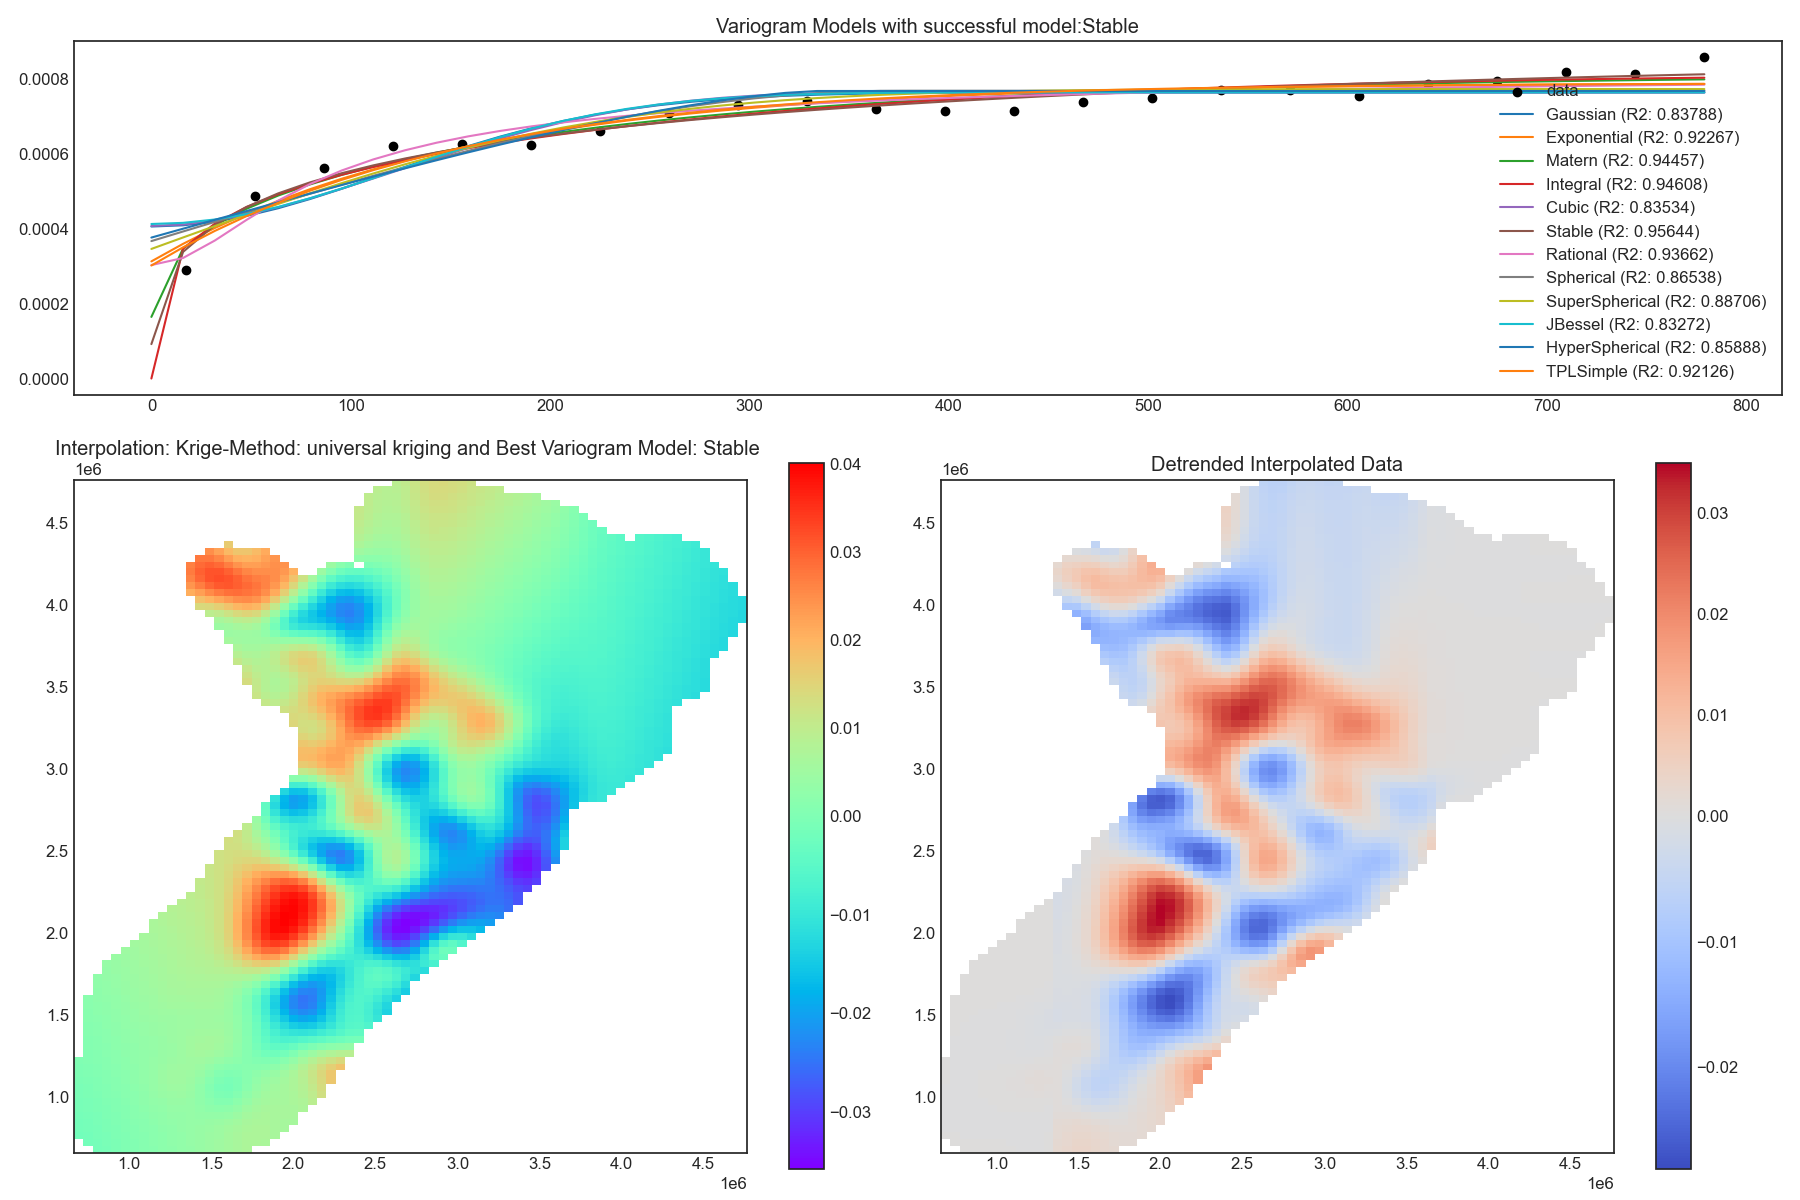 Variogram Models with successful model:Stable
0.0008
0.0006
0.0004
0.0002
0.0000
data
Gaussian (R2: 0.83788)
Exponential (R2: 0.92267)
Matern (R2: 0.94457)
Integral (R2: 0.94608)
Cubic (R2: 0.83534)
Stable (R2: 0.95644)
Rational (R2: 0.93662)
Spherical (R2: 0.86538)
SuperSpherical (R2: 0.88706)
JBessel (R2: 0.83272)
HyperSpherical (R2: 0.85888)
TPLSimple (R2: 0.92126)
0 100 200 300 400 500 600 700 800
Interpolation: Krige-Method: universal kriging and Best Variogram Model: Stable
1e6
4.5
4.0
3.5
3.0
2.5
2.0
1.5
1.0
1.0 1.5 2.0 2.5 3.0 3.5 4.0 4.5
1e6
0.04
0.03
0.02
0.01
0.00
−0.01
−0.02
−0.03
Detrended Interpolated Data
1e6
4.5
4.0
3.5
3.0
2.5
2.0
1.5
1.0
1.0 1.5 2.0 2.5 3.0 3.5 4.0 4.5
1e6
0.03
0.02
0.01
0.00
−0.01
−0.02